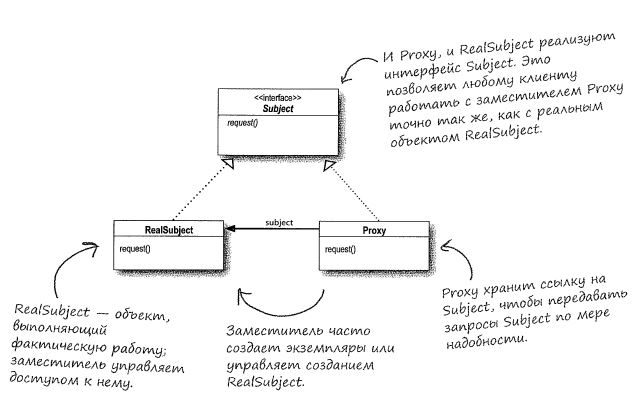 И Proxy, и RealSubject реализуют
интерфейс Subject. Это
позволяет любому клиенту
работать с заместителем Proxy
точно так же, как с реальным
объектом RealSubject.
<<interface>>
Subject
request()
RealSubject
request()
subject
Proxy
request()
RealSubject — объект,
выполняющий
фактическую работу;
заместитель управляет
доступом к нему.
Заместитель часто
создает экземпляры или
управляет созданием
RealSubject.
Proxy хранит ссылку на
Subject, чтобы передавать
запросы Subject по мере
надобности.